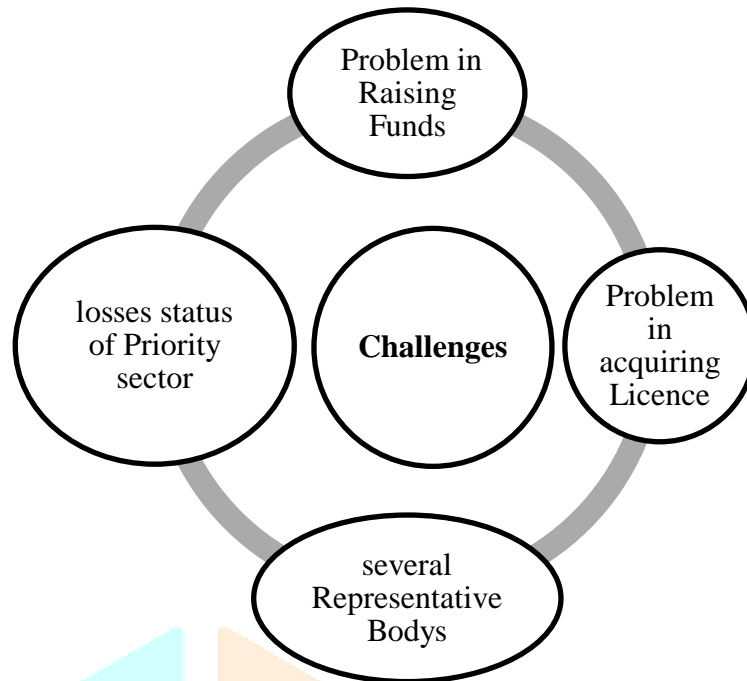 Problem in
Raising
Funds
losses status
of Priority
sector
Challenges
Problem
in
acquiring
Licence
several
Representative
Bodys